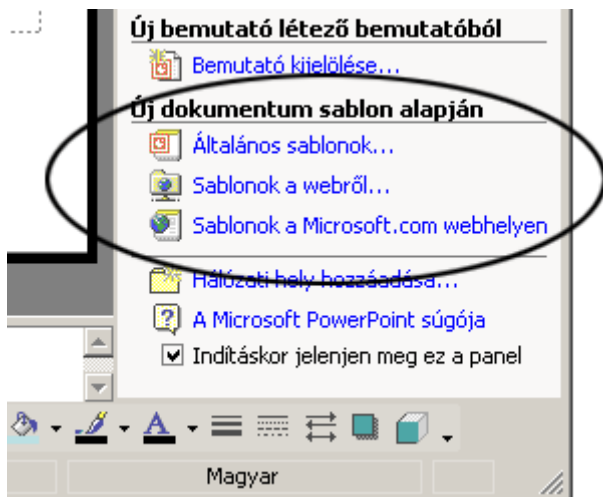 Új bemutató létező bemutatóból
Bemutató kijelölése...
Új dokumentum sablon alapján
Általános sablonok...
Sablonok a webről...
Sablonok a Microsoft.com webhelyen
Hálózati hely hozzáadása...
A Microsoft PowerPoint súgója
Indításkor jelenjen meg ez a panel
A
Magyar